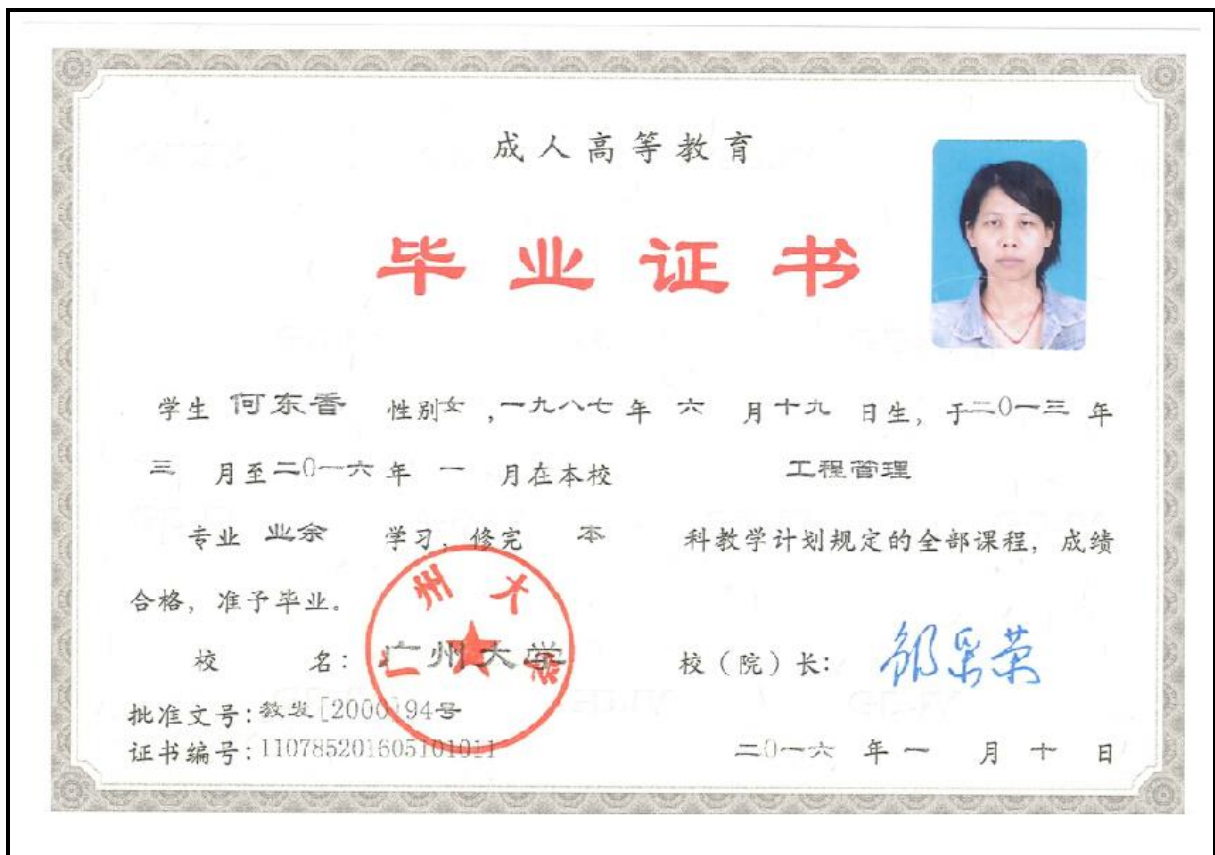 成人高等教育
毕业证书
学生 何东香 性别女,一九八七年 六 月十九 日生, 于二0一三 年
三 月至二0一六年 一 月在本校 工程管理
专业 业余 学习, 修完 本 科教学计划规定的全部课程, 成绩
合格, 准予毕业。
校 名: 广州大学 校(院)长:
批准文号:教发[2000]94号
证书编号:110785201605101011 二0一六 年 一 月 十 日
广州大学